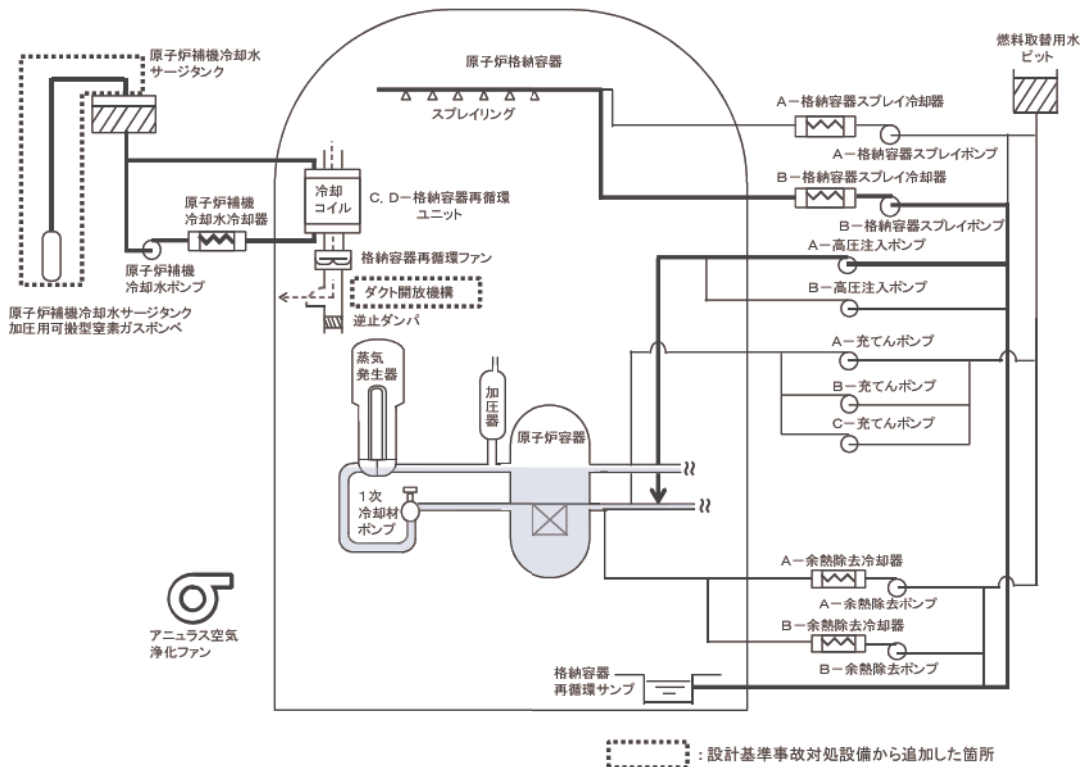 原子炉補機冷却水
サージタンク
原子炉補機
冷却水冷却器
原子炉補機
冷却水ポンプ
原子炉補機冷却水サージタンク
加圧用可搬型窒素ガスボンベ
原子炉格納容器
スプレイリング
冷却
コイル
C,D-格納容器再循環
ユニット
格納容器再循環ファン
ダクト開放機構
逆止ダンパ
蒸気
発生器
加圧器
原子炉容器
1次
冷却材
ポンプ
アニュラス空気
浄化ファン
格納容器
再循環サンプ
燃料取替用水
ピット
A-格納容器スプレイ冷却器
A-格納容器スプレイポンプ
B-格納容器スプレイ冷却器
B-格納容器スプレイポンプ
A-高圧注入ポンプ
B-高圧注入ポンプ
A-充てんポンプ
B-充てんポンプ
C-充てんポンプ
A-余熱除去冷却器
A-余熱除去ポンプ
B-余熱除去冷却器
B-余熱除去ポンプ
:設計基準事故対処設備から追加した箇所